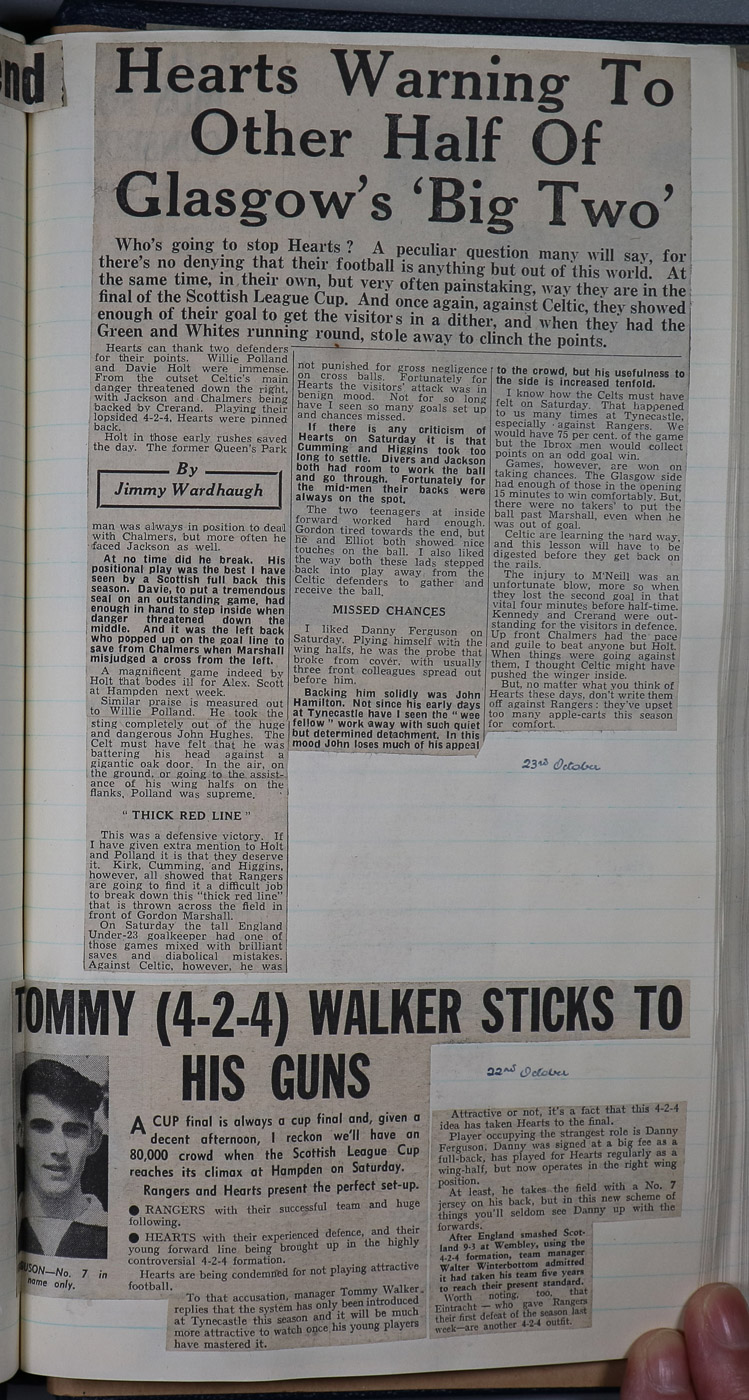 nd
Hearts Warning To
Other Half Of
Glasgow's 'Big Two'
Who's going to stop Hearts ? A peculiar question many will say, for
there's no denying that their football is anything but out of this world. At
the same time, in their own, but very often painstaking, way they are in the
final of the Scottish League Cup. And once again, against Celtic, they showed
enough of their goal to get the visitors in a dither, and when they had the
Green and Whites running round, stole away to clinch the points.
Hearts can thank two defenders
for their points. Willie Polland
and Davie Holt were immense.
From the outset Celtic's main
danger threatened down the right,
with Jackson and Chalmers being
backed by Crerand. Playing their
lopsided 4-2-4, Hearts were pinned
back.
Holt in those early rushes saved
the day. The former Queen's Park
By
Jimmy Wardhaugh
man was always in position to deal
with Chalmers, but more often he
faced Jackson as well.
At no time did he break. His
positional play was the best I have
seen by a Scottish full back this
season. Davie, to put a tremendous
seal on an outstanding game, had
enough in hand to step inside when
danger threatened down the
middle. And it was the left back
who popped up on the goal line to
save from Chalmers when Marshall
misjudged a cross from the left.
A magnificent game indeed by
Holt that bodes ill for Alex. Scott
at Hampden next week.
Similar praise is measured out
to Willie Polland. He took the
sting completely out of the huge
and dangerous John Hughes. The
Celt must have felt that he was
battering his head against a
gigantic oak door. In the air, on
the ground, or going to the assist-
ance of his wing halfs on the
flanks, Polland was supreme.
" THICK RED LINE "
This was a defensive victory. If
I have given extra mention to Holt
and Polland it is that they deserve
it. Kirk, Cumming, and Higgins,
however, all showed that Rangers
are going to find it a difficult job
to break down this "thick red line"
that is thrown across the field in
front of Gordon Marshall.
On Saturday the tall England
Under-23 goalkeeper had one of
those games mixed with brilliant
saves and diabolical mistakes.
Against Celtic, however, he was
not punished for gross negligence
on cross balls. Fortunately for
Hearts the visitors' attack was in
benign mood. Not for so long
have I seen so many goals set up
and chances missed.
If there is any criticism of
Hearts on Saturday it is that
Cumming and Higgins took too
long to settle. Divers and Jackson
both had room to work the ball
and go through. Fortunately for
the mid-men their backs were
always on the spot.
The two teenagers at inside
forward worked hard enough.
Gordon tired towards the end, but
he and Elliot both showed nice
touches on the ball. I also liked
the way both these lads stepped
back into play away from the
Celtic defenders to gather and
receive the ball.
MISSED CHANCES
I liked Danny Ferguson on
Saturday. Plying himself with the
wing halfs, he was the probe that
broke from cover, with usually
three front colleagues spread out
before him.
Backing him solidly was John
Hamilton. Not since his early days
at Tynecastle have I seen the "wee
fellow" work away with such quiet
but determined detachment. In this
mood John loses much of his appeal
to the crowd, but his usefulness to
the side is increased tenfold.
I know how the Celts must have
felt on Saturday. That happened
to us many times at Tynecastle,
especially against Rangers. We
would have 75 per cent. of the game
but the Ibrox men would collect
points on an odd goal win.
Games, however, are won on
taking chances. The Glasgow side
had enough of those in the opening
15 minutes to win comfortably. But,
there were no takers' to put the
ball past Marshall, even when he
was out of goal.
Celtic are learning the hard way,
and this lesson will have to be
digested before they get back on
the rails.
The injury to M'Neill was an
unfortunate blow, more so when
they lost the second goal in that
vital four minutes before half-time.
Kennedy and Crerand were out-
standing for the visitors in defence.
Up front Chalmers had the pace
and guile to beat anyone but Holt.
When things were going against
them, I thought Celtic might have
pushed the winger inside.
But, no matter what you think of
Hearts these days, don't write them
off against Rangers : they've upset
too many apple-carts this season
for comfort.
23rd October
TOMMY (4-2-4) WALKER STICKS TO
HIS GUNS
22nd October
A CUP final is always a cup final and, given a
decent afternoon, I reckon we'll have an
80,000 crowd when the Scottish League Cup
reaches its climax at Hampden on Saturday.
Rangers and Hearts present the perfect set-up.
● RANGERS with their successful team and huge
following.
● HEARTS with their experienced defence, and their
young forward line being brought up in the highly
controversial 4-2-4 formation.
Hearts are being condemned for not playing attractive
football.
To that accusation, manager Tommy Walker
replies that the system has only been introduced
at Tynecastle this season and it will be much
more attractive to watch once his young players
have mastered it.
USON—No. 7 in
name only.
Attractive or not, it's a fact that this 4-2-4
idea has taken Hearts to the final.
Player occupying the strangest role is Danny
Ferguson. Danny was signed at a big fee as a
full-back, has played for Hearts regularly as a
wing-half, but now operates in the right wing
position.
At least, he takes the field with a No. 7
jersey on his back, but in this new scheme of
things you'll seldom see Danny up with the
forwards.
After England smashed Scot-
land 9-3 at Wembley, using the
4-2-4 formation, team manager
Walter Winterbottom admitted
it had taken his team five years
to reach their present standard.
Worth noting, too, that
Eintracht — who gave Rangers
their first defeat of the season last
week—are another 4-2-4 outfit.